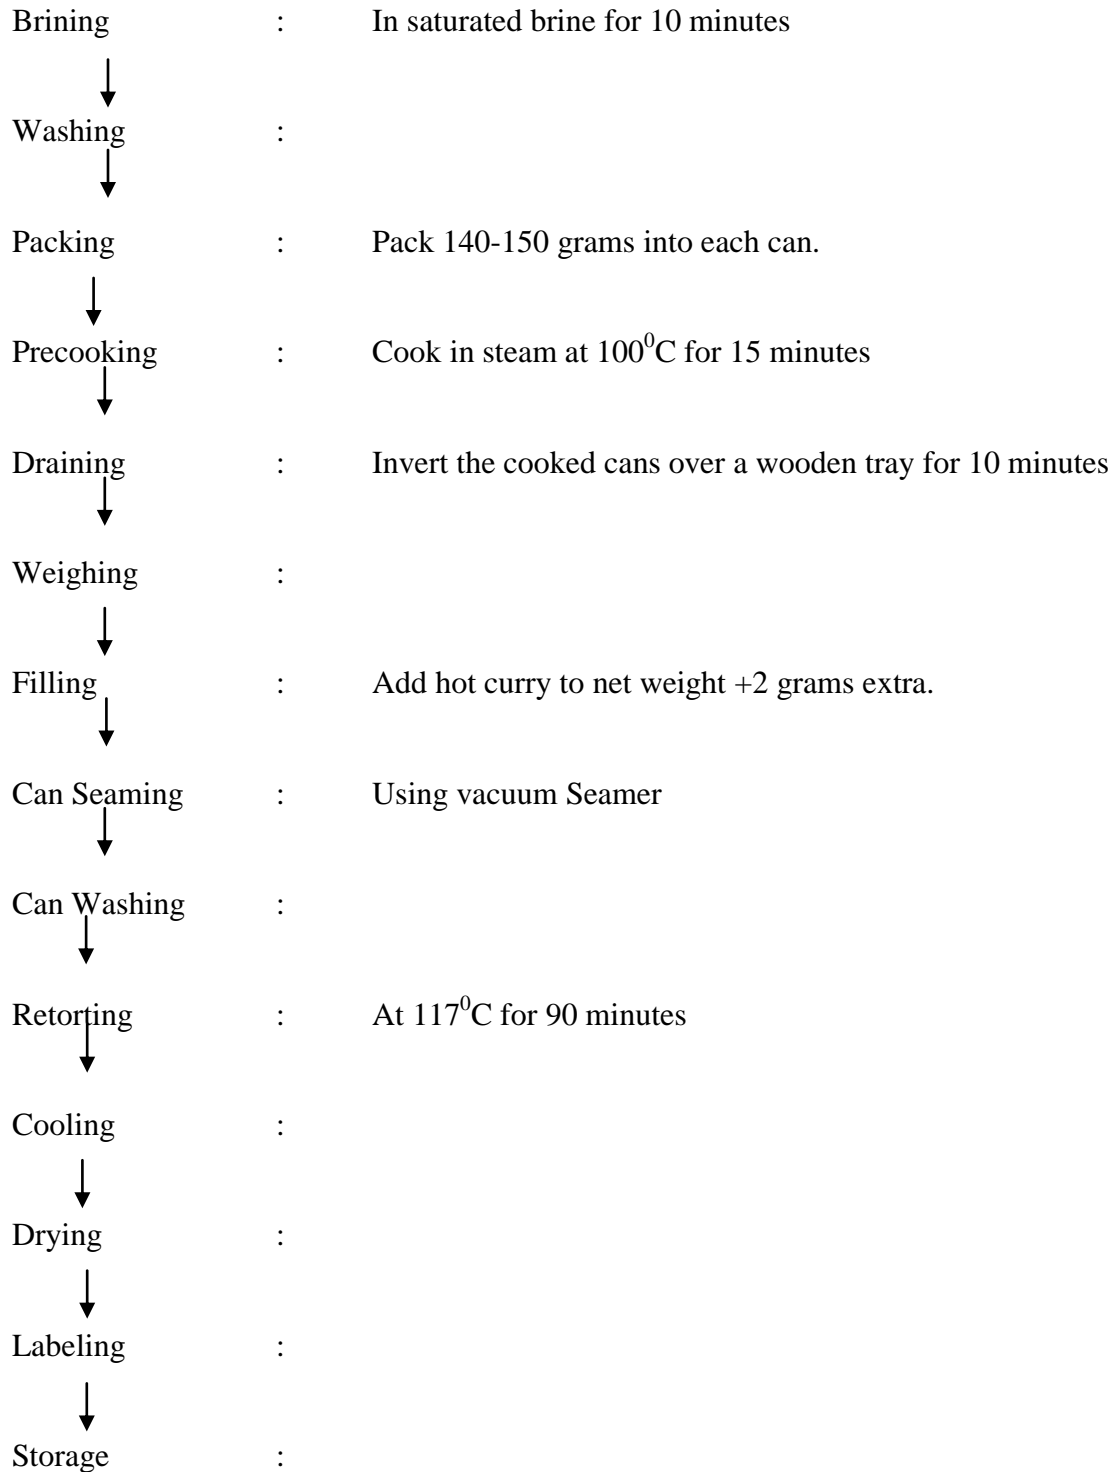 Brining : In saturated brine for 10 minutes
Washing :
Packing : Pack 140-150 grams into each can.
Precooking : Cook in steam at 100⁰C for 15 minutes
Draining : Invert the cooked cans over a wooden tray for 10 minutes
Weighing :
Filling : Add hot curry to net weight +2 grams extra.
Can Seaming : Using vacuum Seamer
Can Washing :
Retorting : At 117⁰C for 90 minutes
Cooling :
Drying :
Labeling :
Storage :